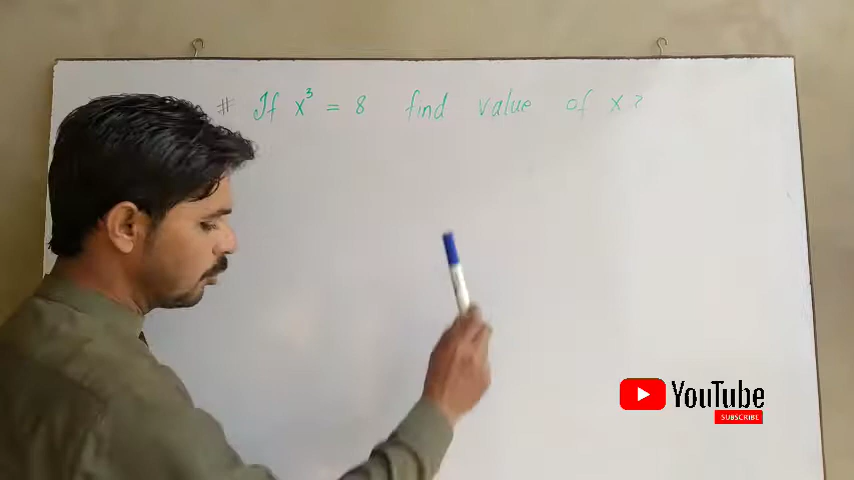 # If x³ = 8 find value of x?
YouTube
SUBSCRIBE